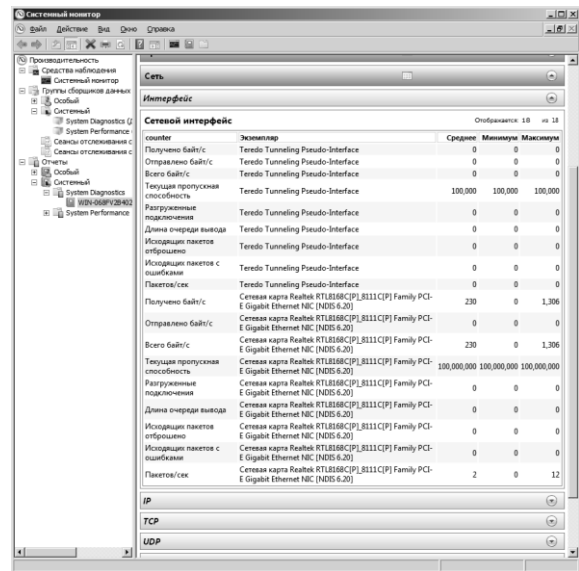 Системный монитор
Файл Действие Вид Окно Справка
Производительность
Средства наблюдения
Системный монитор
Группы сборщиков данных
Особый
Системный
System Diagnostics (Д
System Performance
Сеансы отслеживания с
Сеансы отслеживания с
Отчеты
Особый
Системный
System Diagnostics
WIN-068FV2B402
System Performance
Сеть
Интерфейс
Сетевой интерфейс Отображается: 18 из 18
counter Экземпляр Среднее Минимум Максимум
Получено байт/с Teredo Tunneling Pseudo-Interface 0 0 0
Отправлено байт/с Teredo Tunneling Pseudo-Interface 0 0 0
Всего байт/с Teredo Tunneling Pseudo-Interface 0 0 0
Текущая пропускная
способность Teredo Tunneling Pseudo-Interface 100,000 100,000 100,000
Разгруженные
подключения Teredo Tunneling Pseudo-Interface 0 0 0
Длина очереди вывода Teredo Tunneling Pseudo-Interface 0 0 0
Исходящих пакетов
отброшено Teredo Tunneling Pseudo-Interface 0 0 0
Исходящих пакетов с
ошибками Teredo Tunneling Pseudo-Interface 0 0 0
Пакетов/сек Teredo Tunneling Pseudo-Interface 0 0 0
Получено байт/с Сетевая карта Realtek RTL8168C[P]_8111C[P] Family PCI-
E Gigabit Ethernet NIC [NDIS 6.20] 230 0 1,306
Отправлено байт/с Сетевая карта Realtek RTL8168C[P]_8111C[P] Family PCI-
E Gigabit Ethernet NIC [NDIS 6.20] 0 0 0
Всего байт/с Сетевая карта Realtek RTL8168C[P]_8111C[P] Family PCI-
E Gigabit Ethernet NIC [NDIS 6.20] 230 0 1,306
Текущая пропускная Сетевая карта Realtek RTL8168C[P]_8111C[P] Family PCI-
способность E Gigabit Ethernet NIC [NDIS 6.20] 100,000,000 100,000,000 100,000,000
Разгруженные Сетевая карта Realtek RTL8168C[P]_8111C[P] Family PCI-
подключения E Gigabit Ethernet NIC [NDIS 6.20] 0 0 0
Длина очереди вывода Сетевая карта Realtek RTL8168C[P]_8111C[P] Family PCI-
E Gigabit Ethernet NIC [NDIS 6.20] 0 0 0
Исходящих пакетов Сетевая карта Realtek RTL8168C[P]_8111C[P] Family PCI-
отброшено E Gigabit Ethernet NIC [NDIS 6.20] 0 0 0
Исходящих пакетов с Сетевая карта Realtek RTL8168C[P]_8111C[P] Family PCI-
ошибками E Gigabit Ethernet NIC [NDIS 6.20] 0 0 0
Пакетов/сек Сетевая карта Realtek RTL8168C[P]_8111C[P] Family PCI-
E Gigabit Ethernet NIC [NDIS 6.20] 2 0 12
IP
TCP
UDP